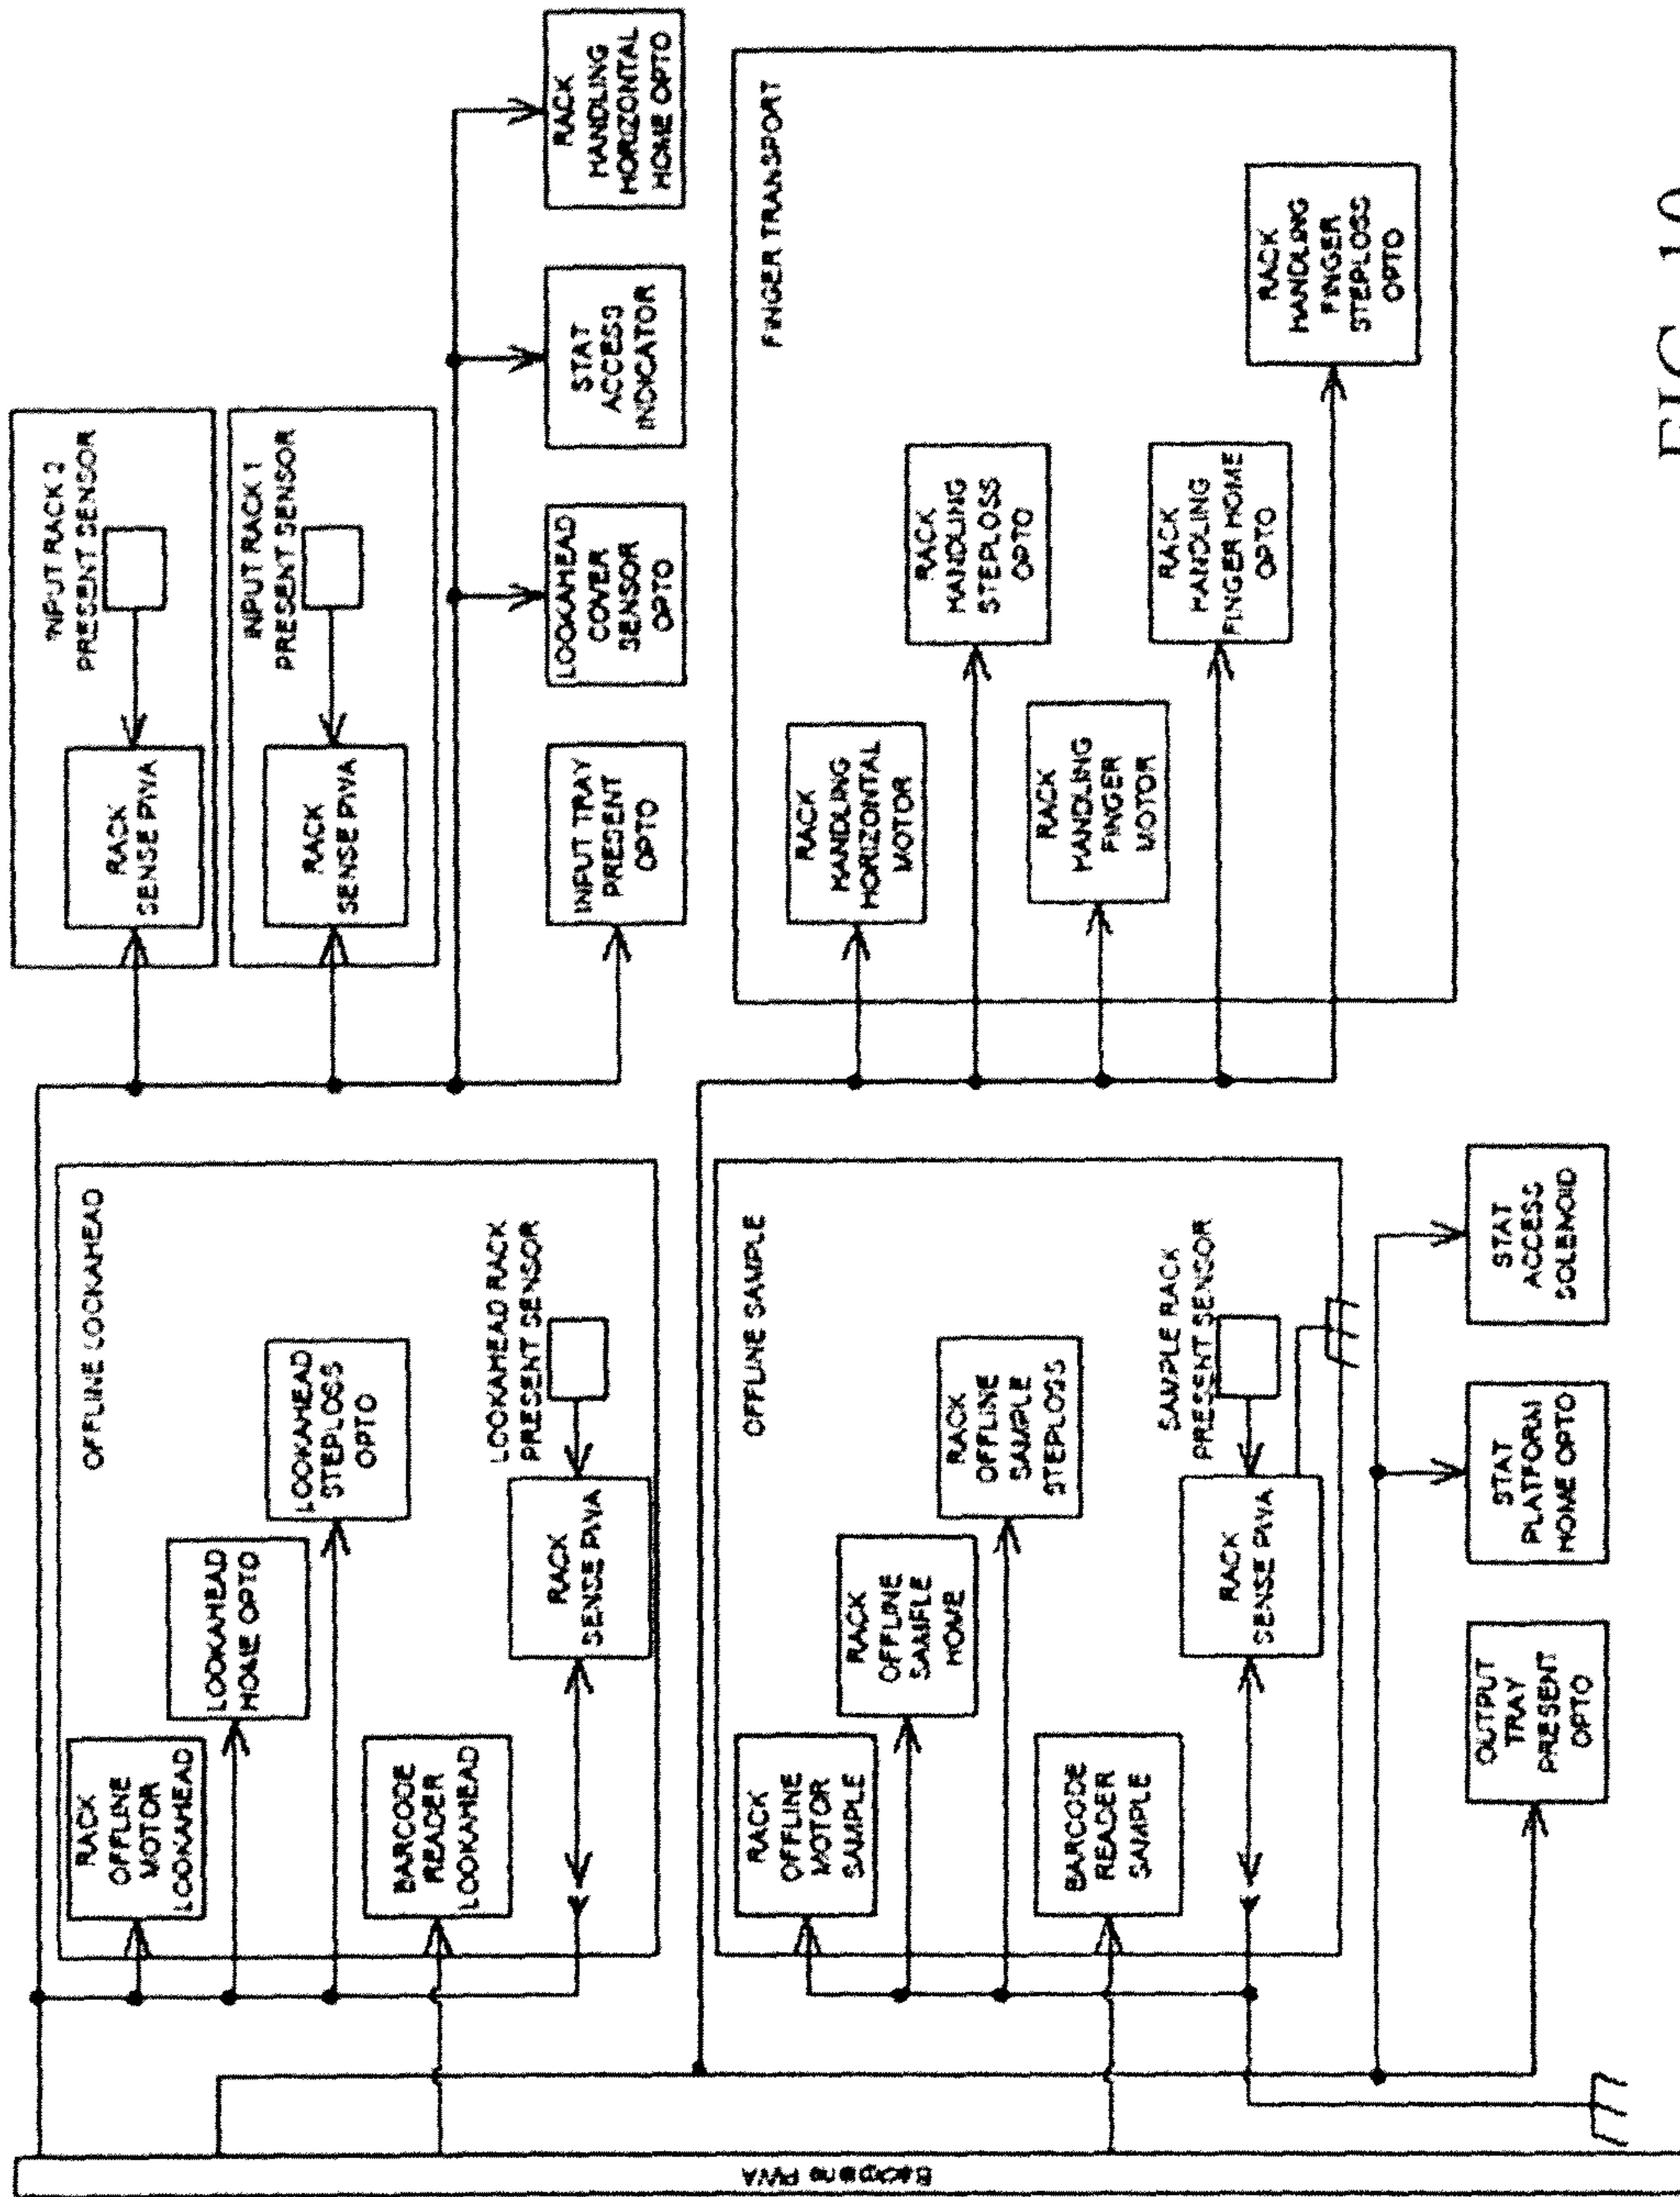 INPUT RACK 2
PRESENT SENSOR
RACK
SENSE PWA
INPUT RACK 1
PRESENT SENSOR
RACK
SENSE PWA
INPUT TRAY
PRESENT
OPTO
LOOKAHEAD
COVER
SENSOR
OPTO
STAT
ACCESS
INDICATOR
RACK
HANDLING
HORIZONTAL
HOME OPTO
OFFLINE LOOKAHEAD
RACK
OFFLINE
MOTOR
LOOKAHEAD
LOOKAHEAD
HOME OPTO
LOOKAHEAD
STEPLOSS
OPTO
BARCODE
READER
LOOKAHEAD
LOOKAHEAD RACK
PRESENT SENSOR
RACK
SENSE PWA
FINGER TRANSPORT
RACK
HANDLING
HORIZONTAL
MOTOR
RACK
HANDLING
STEPLOSS
OPTO
RACK
HANDLING
FINGER
MOTOR
RACK
HANDLING
FINGER HOME
OPTO
RACK
HANDLING
FINGER
STEPLOSS
OPTO
OFFLINE SAMPLE
RACK
OFFLINE
MOTOR
SAMPLE
RACK
OFFLINE
SAMPLE
HOME
RACK
OFFLINE
SAMPLE
STEPLOSS
BARCODE
READER
SAMPLE
SAMPLE RACK
PRESENT SENSOR
RACK
SENSE PWA
OUTPUT
TRAY
PRESENT
OPTO
STAT
PLATFORM
HOME OPTO
STAT
ACCESS
SOLENOID
Backplane PWA
FIG. 10